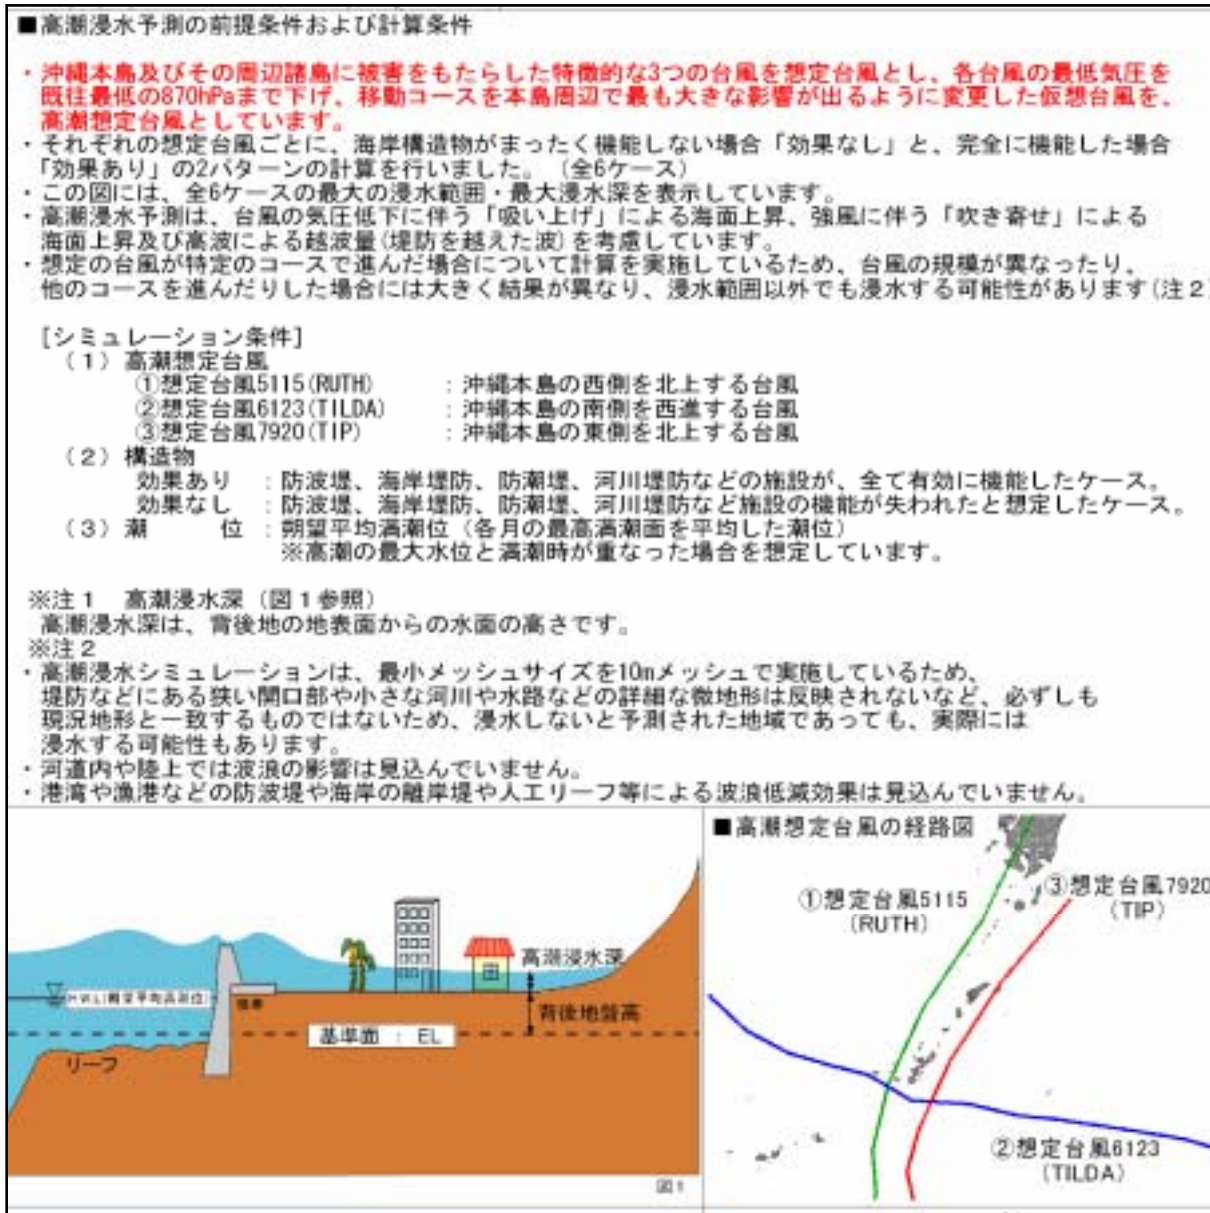 ■高潮浸水予測の前提条件および計算条件
・沖縄本島及びその周辺諸島に被害をもたらした特徴的な3つの台風を想定台風とし、各台風の最低気圧を
既往最低の870hPaまで下げ、移動コースを本島周辺で最も大きな影響が出るように変更した仮想台風を、
高潮想定台風としています。
・それぞれの想定台風ごとに、海岸構造物がまったく機能しない場合「効果なし」と、完全に機能した場合
「効果あり」の2パターンの計算を行いました。（全6ケース）
・この図には、全6ケースの最大の浸水範囲・最大浸水深を表示しています。
・高潮浸水予測は、台風の気圧低下に伴う「吸い上げ」による海面上昇、強風に伴う「吹き寄せ」による
海面上昇及び高波による越波量(堤防を越えた波)を考慮しています。
・想定の台風が特定のコースで進んだ場合について計算を実施しているため、台風の規模が異なったり、
他のコースを進んだりした場合には大きく結果が異なり、浸水範囲以外でも浸水する可能性があります(注２)
[シミュレーション条件]
（１）高潮想定台風
①想定台風5115(RUTH)　：沖縄本島の西側を北上する台風
②想定台風6123(TILDA)　：沖縄本島の南側を西進する台風
③想定台風7920(TIP)　：沖縄本島の東側を北上する台風
（２）構造物
効果あり　：防波堤、海岸堤防、防潮堤、河川堤防などの施設が、全て有効に機能したケース。
効果なし　：防波堤、海岸堤防、防潮堤、河川堤防など施設の機能が失われたと想定したケース。
（３）潮　　位：朔望平均満潮位（各月の最高満潮面を平均した潮位）
※高潮の最大水位と満潮時が重なった場合を想定しています。
※注１　高潮浸水深（図１参照）
高潮浸水深は、背後地の地表面からの水面の高さです。
※注２
・高潮浸水シミュレーションは、最小メッシュサイズを10mメッシュで実施しているため、
堤防などにある狭い開口部や小さな河川や水路などの詳細な微地形は反映されないなど、必ずしも
現況地形と一致するものではないため、浸水しないと予測された地域であっても、実際には
浸水する可能性もあります。
・河道内や陸上では波浪の影響は見込んでいません。
・港湾や漁港などの防波堤や海岸の離岸堤や人工リーフ等による波浪低減効果は見込んでいません。
高潮浸水深
H.W.L(朔望平均満潮位)
背後地盤高
基準面 ： EL
リーフ
図１
■高潮想定台風の経路図
①想定台風5115
(RUTH)
③想定台風7920
(TIP)
②想定台風6123
(TILDA)